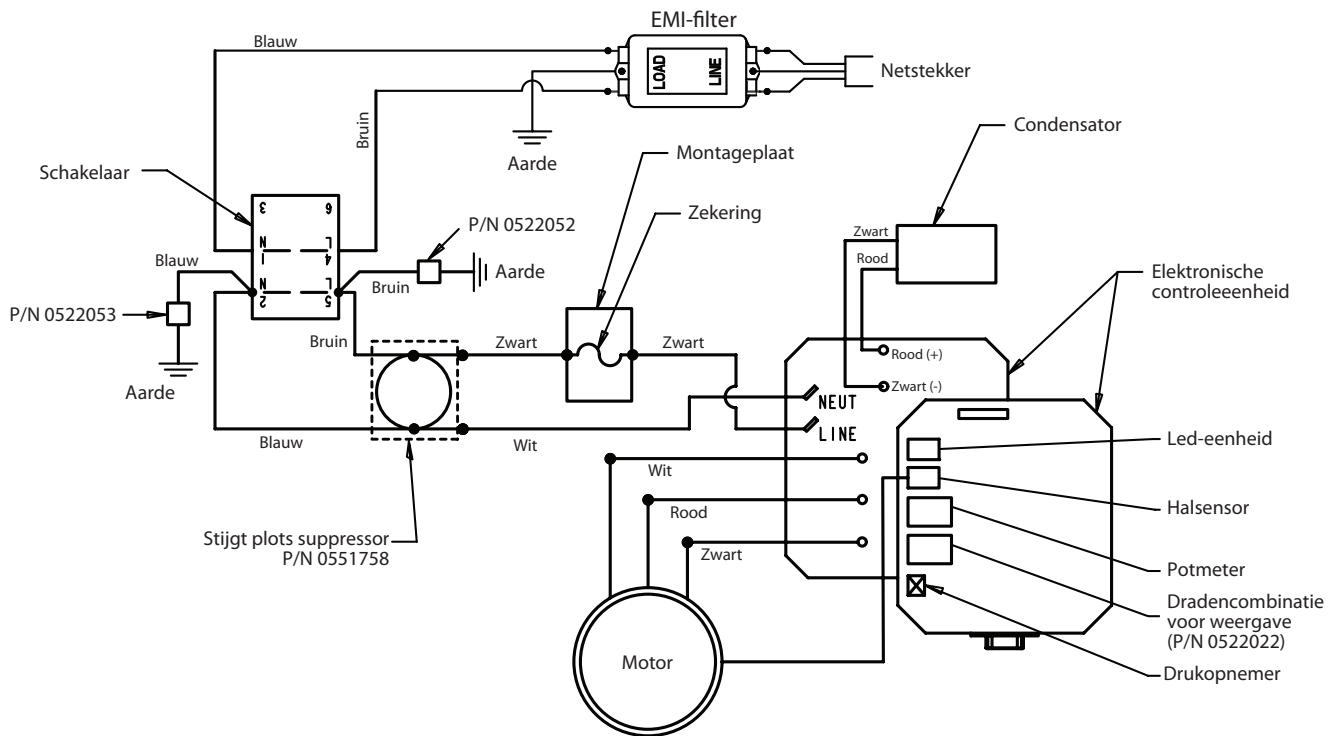 EMI-filter
Blauw
LOAD
LINE
Netstekker
Bruin
Aarde
Condensator
Montageplaat
Schakelaar
Zekering
3
6
P/N 0522052
N
1
L
4
Zwart
Rood
Blauw
N
2
L
5
Bruin
Aarde
Elektronische
controleeenheid
P/N 0522053
Bruin
Zwart
Zwart
Rood (+)
Aarde
Zwart (-)
NEUT
LINE
Blauw
Wit
Led-eenheid
Wit
Halsensor
Rood
Stijgt plots suppressor
P/N 0551758
Zwart
Potmeter
Dradencombinatie
voor weergave
(P/N 0522022)
Motor
Drukopnemer